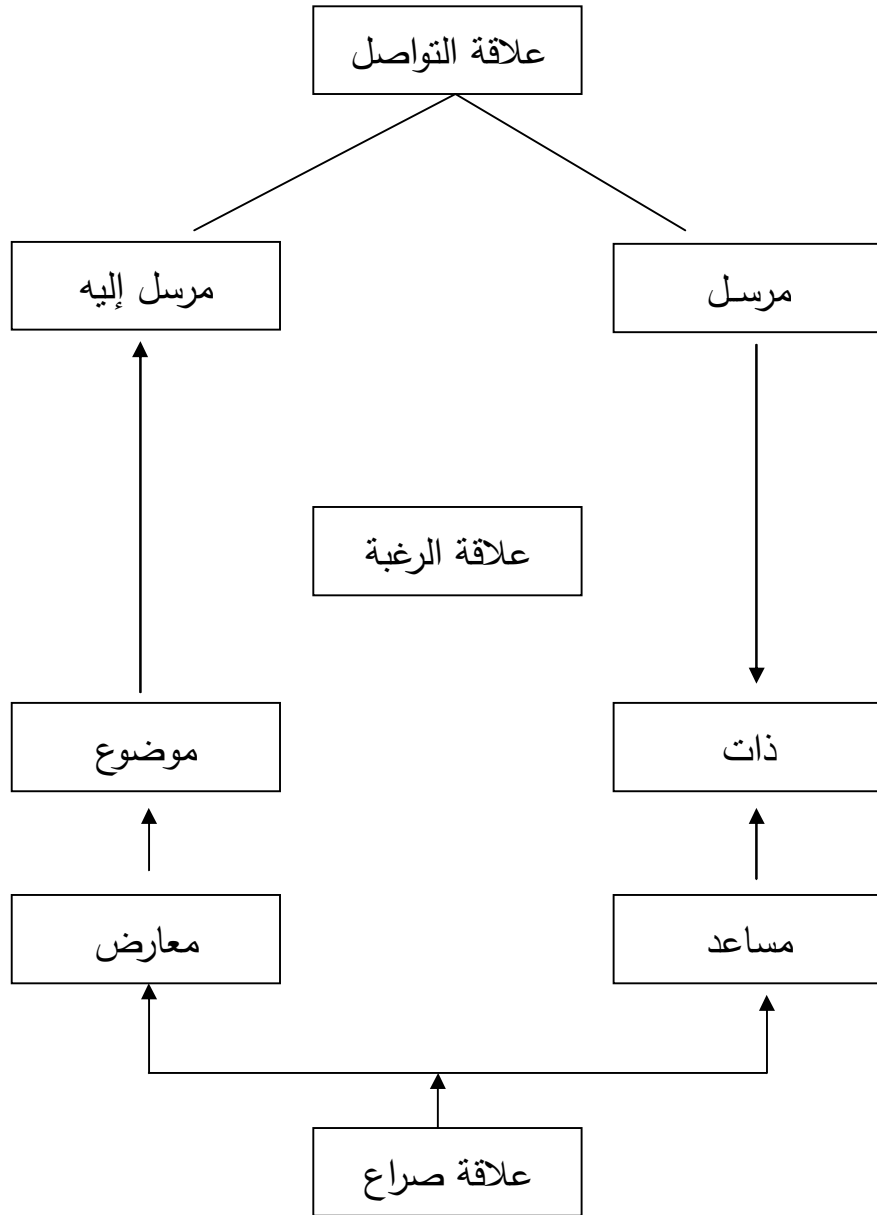 علاقة التواصل
مرسل
مرسل إليه
علاقة الرغبة
ذات
موضوع
مساعد
معارض
علاقة صراع